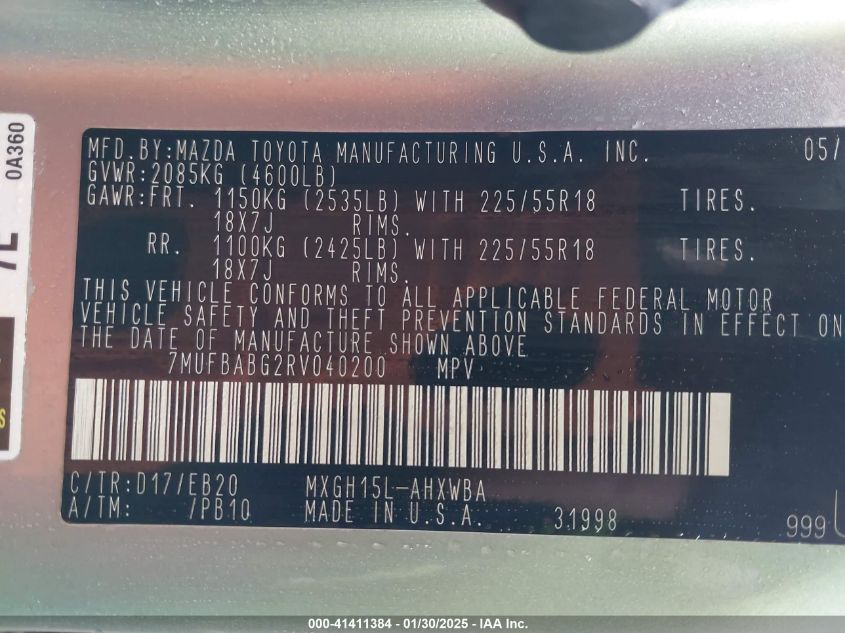 MFD.BY:MAZDA TOYOTA MANUFACTURING U.S.A. INC. 05/
GVWR:2085KG (4600LB)
GAWR:FRT. 1150KG (2535LB) WITH 225/55R18 TIRES.
18X7J RIMS.
RR. 1100KG (2425LB) WITH 225/55R18 TIRES.
18X7J RIMS.
THIS VEHICLE CONFORMS TO ALL APPLICABLE FEDERAL MOTOR
VEHICLE SAFETY AND THEFT PREVENTION STANDARDS IN EFFECT ON
THE DATE OF MANUFACTURE SHOWN ABOVE
7MUFBABG2RV040200 MPV
C/TR:D17/EB20 MXGH15L-AHXWBA
A/TM: /PB10 MADE IN U.S.A. 31998 999
0A360
000-41411384 / 01/30/2025 - IAA Inc.